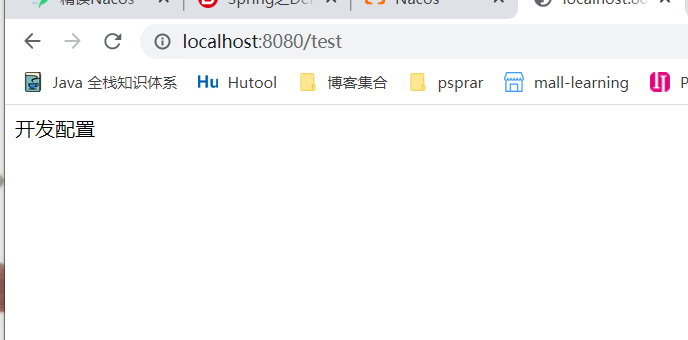 精读Nacos
Spring之De
Nacos
localhost:80
localhost:8080/test
Java 全栈知识体系
Hu Hutool
博客集合
psprar
mall-learning
P
开发配置